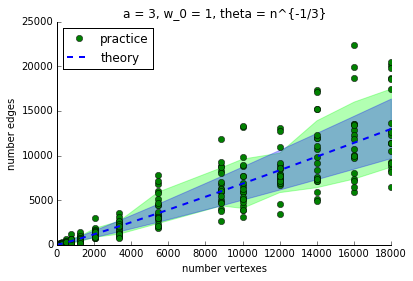 a = 3, w_0 = 1, theta = n^{-1/3}
25000
20000
15000
10000
5000
0
number edges
practice
theory
0 2000 4000 6000 8000 10000 12000 14000 16000 18000
number vertexes